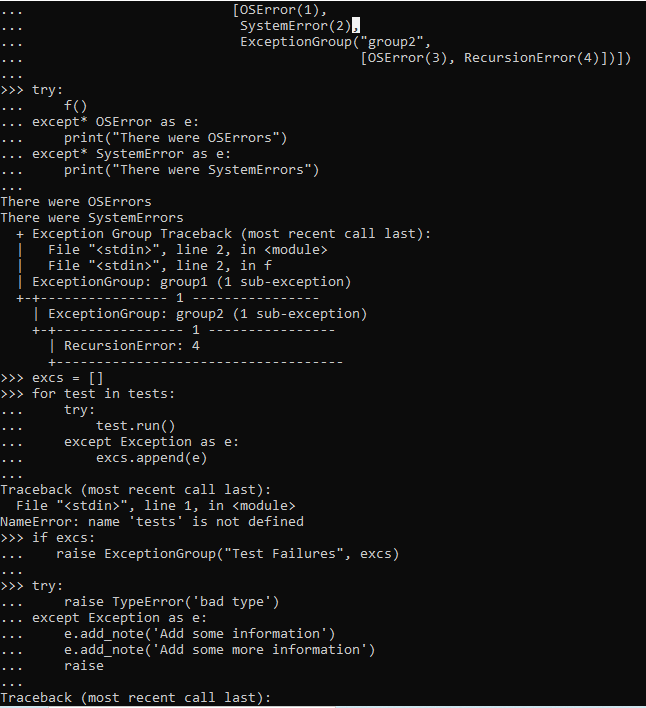 ...                          [OSError(1),
...                           SystemError(2),
...                           ExceptionGroup("group2",
...                                          [OSError(3), RecursionError(4)])])
...
>>> try:
...     f()
... except* OSError as e:
...     print("There were OSErrors")
... except* SystemError as e:
...     print("There were SystemErrors")
...
There were OSErrors
There were SystemErrors
  + Exception Group Traceback (most recent call last):
  |   File "<stdin>", line 2, in <module>
  |   File "<stdin>", line 2, in f
  | ExceptionGroup: group1 (1 sub-exception)
  +-+---------------- 1 ----------------
    | ExceptionGroup: group2 (1 sub-exception)
    +-+---------------- 1 ----------------
      | RecursionError: 4
      +------------------------------------
>>> excs = []
>>> for test in tests:
...     try:
...         test.run()
...     except Exception as e:
...         excs.append(e)
...
Traceback (most recent call last):
  File "<stdin>", line 1, in <module>
NameError: name 'tests' is not defined
>>> if excs:
...    raise ExceptionGroup("Test Failures", excs)
...
>>> try:
...     raise TypeError('bad type')
... except Exception as e:
...     e.add_note('Add some information')
...     e.add_note('Add some more information')
...     raise
...
Traceback (most recent call last):